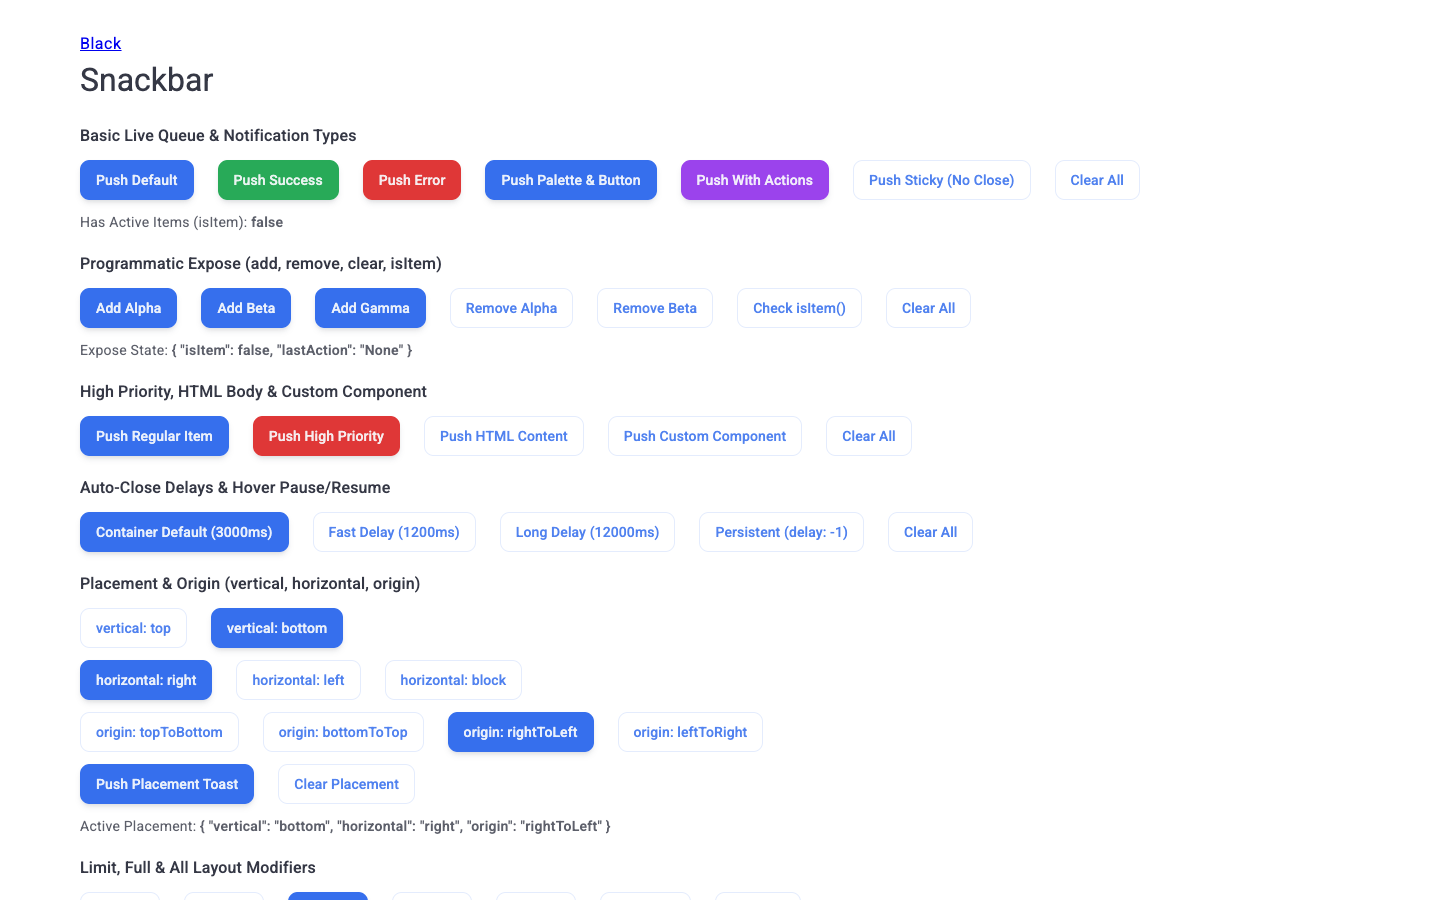 Black
Snackbar
Basic Live Queue & Notification Types
Push Default Push Success Push Error Push Palette & Button Push With Actions Push Sticky (No Close) Clear All
Has Active Items (isItem): false
Programmatic Expose (add, remove, clear, isItem)
Add Alpha Add Beta Add Gamma Remove Alpha Remove Beta Check isItem() Clear All
Expose State: { "isItem": false, "lastAction": "None" }
High Priority, HTML Body & Custom Component
Push Regular Item Push High Priority Push HTML Content Push Custom Component Clear All
Auto-Close Delays & Hover Pause/Resume
Container Default (3000ms) Fast Delay (1200ms) Long Delay (12000ms) Persistent (delay: -1) Clear All
Placement & Origin (vertical, horizontal, origin)
vertical: top vertical: bottom
horizontal: right horizontal: left horizontal: block
origin: topToBottom origin: bottomToTop origin: rightToLeft origin: leftToRight
Push Placement Toast Clear Placement
Active Placement: { "vertical": "bottom", "horizontal": "right", "origin": "rightToLeft" }
Limit, Full & All Layout Modifiers